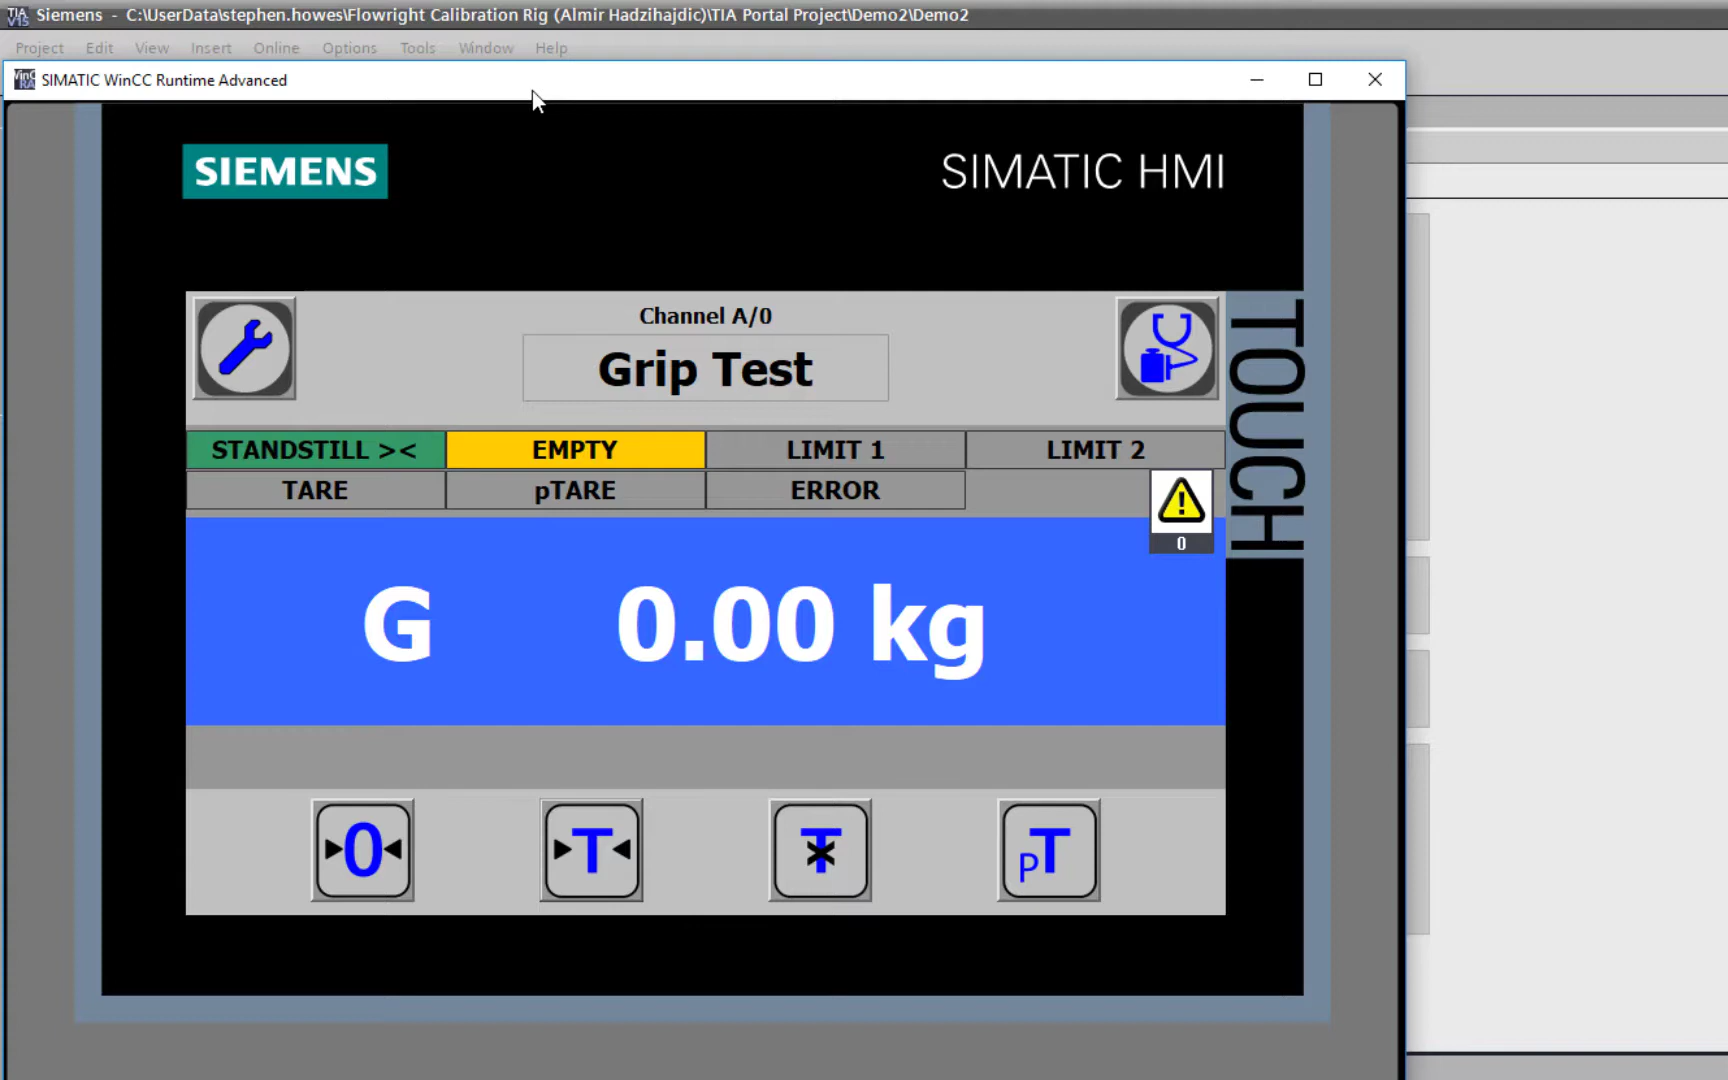 Siemens - C:\UserData\stephen.howes\Flowright Calibration Rig (Almir Hadzihajdic)\TIA Portal Project\Demo2\Demo2
Project Edit View Insert Online Options Tools Window Help
SIMATIC WinCC Runtime Advanced
SIEMENS
SIMATIC HMI
TOUCH
Channel A/0
Grip Test
STANDSTILL >< EMPTY LIMIT 1 LIMIT 2
TARE pTARE ERROR
0
G 0.00 kg
>0< >T< T pT